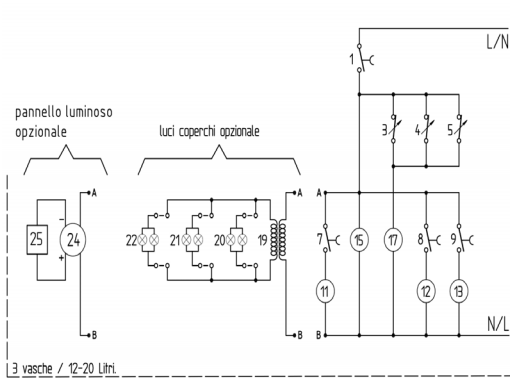 L/N
1
pannello luminoso
opzionale
luci coperchi opzionale
3 4 5
A A A
25 - 24 + 22 21 20 19 7 15 17 8 9
11 12 13
N/L
B B B
3 vasche / 12-20 Litri.